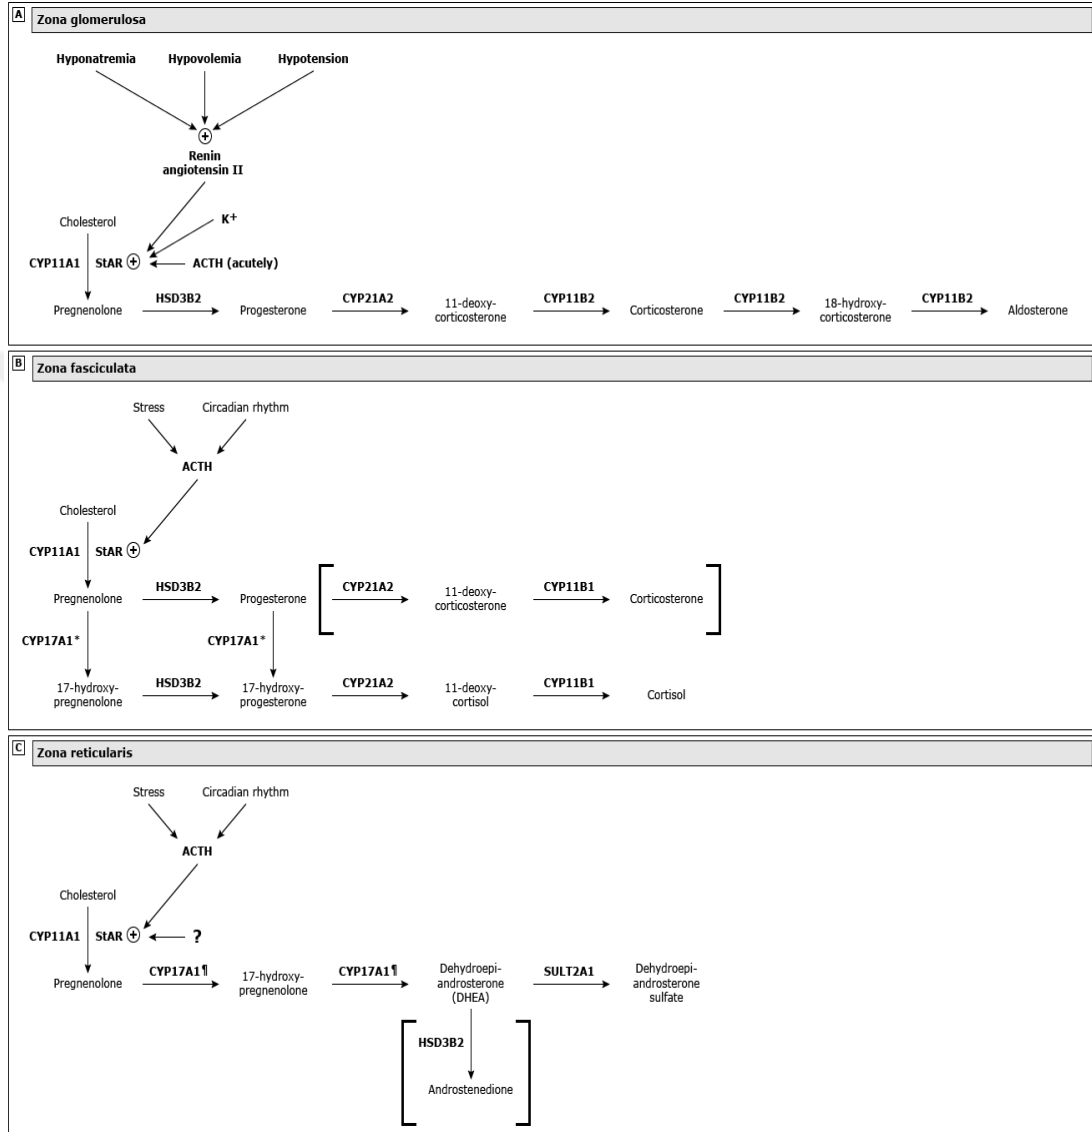 A
Zona glomerulosa
Hyponatremia Hypovolemia Hypotension
+
Renin
angiotensin II
K+
Cholesterol
CYP11A1 StAR + ACTH (acutely)
HSD3B2 CYP21A2 CYP11B2 CYP11B2 CYP11B2
Pregnenolone Progesterone 11-deoxy-
corticosterone Corticosterone 18-hydroxy-
corticosterone Aldosterone
B
Zona fasciculata
Stress Circadian rhythm
ACTH
Cholesterol
CYP11A1 StAR +
HSD3B2 CYP21A2 CYP11B1
Pregnenolone Progesterone 11-deoxy-
corticosterone Corticosterone
CYP17A1* CYP17A1*
HSD3B2 CYP21A2 CYP11B1
17-hydroxy-
pregnenolone 17-hydroxy-
progesterone 11-deoxy-
cortisol Cortisol
C
Zona reticularis
Stress Circadian rhythm
ACTH
Cholesterol
CYP11A1 StAR + ?
CYP17A1¶ CYP17A1¶ SULT2A1
Pregnenolone 17-hydroxy-
pregnenolone Dehydroepi-
androsterone
(DHEA) Dehydroepi-
androsterone
sulfate
HSD3B2
Androstenedione